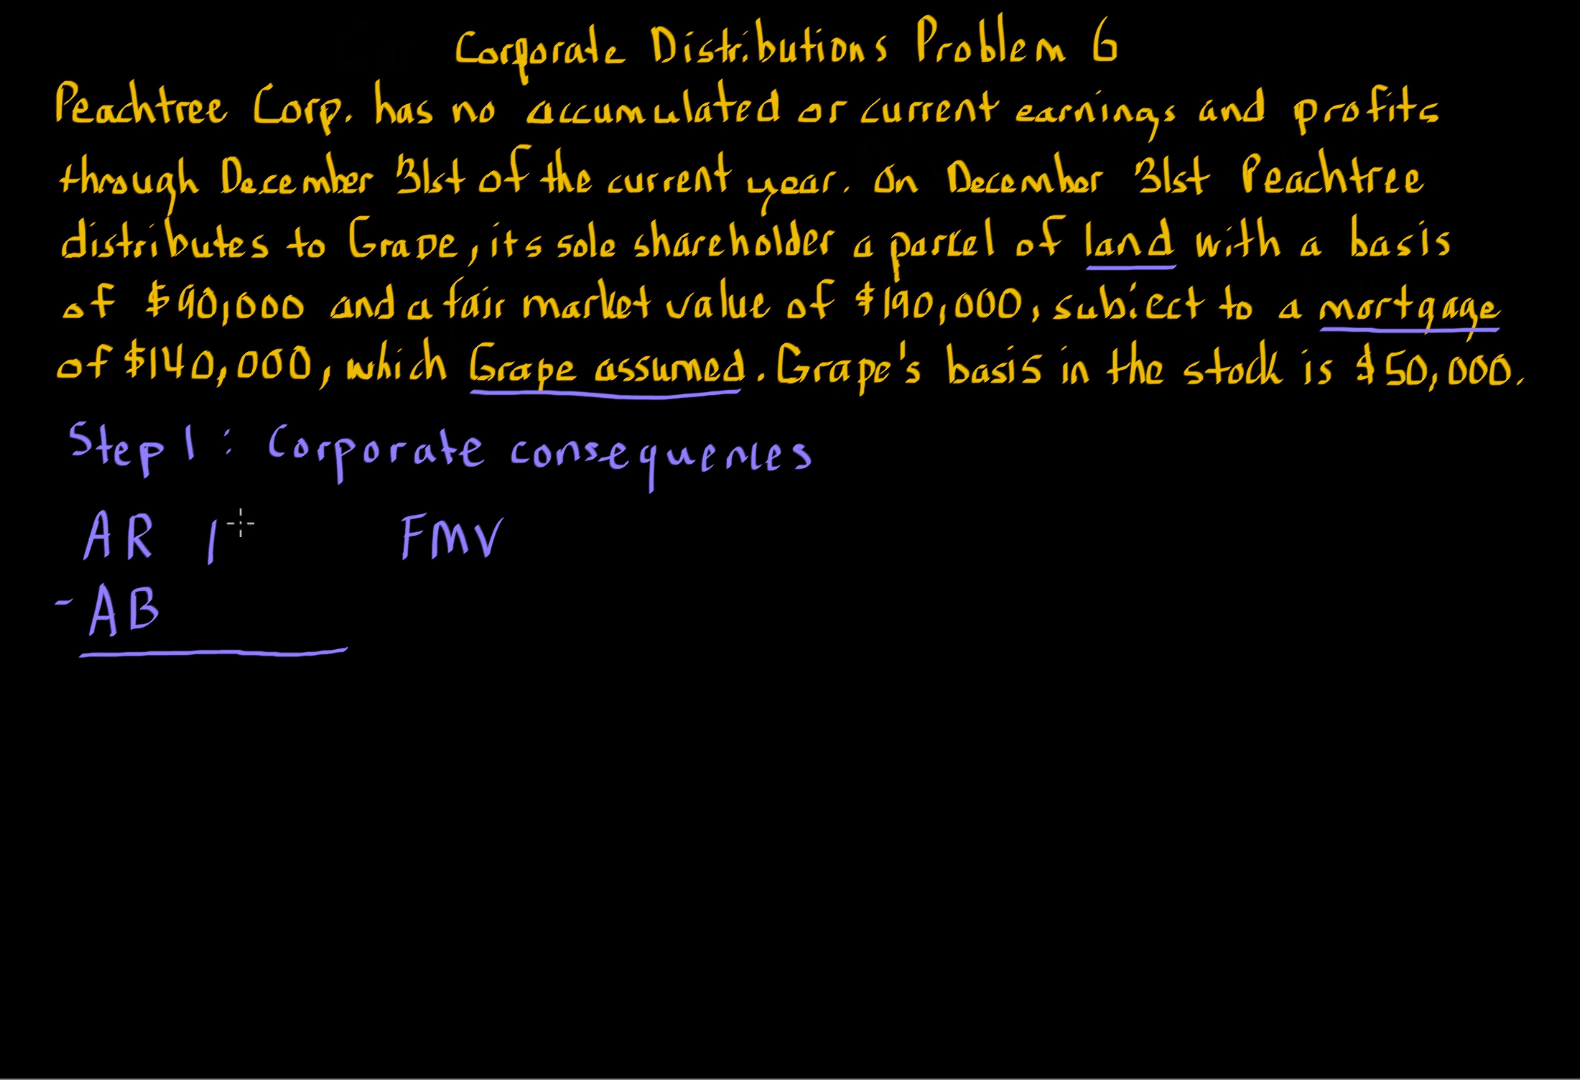 Corporate Distributions Problem 6
Peachtree Corp. has no accumulated or current earnings and profits
through December 31st of the current year. On December 31st Peachtree
distributes to Grape, its sole shareholder a parcel of land with a basis
of $90,000 and a fair market value of $190,000, subject to a mortgage
of $140,000, which Grape assumed. Grape's basis in the stock is $50,000.
Step 1: Corporate consequences
AR 1 FMV
- AB